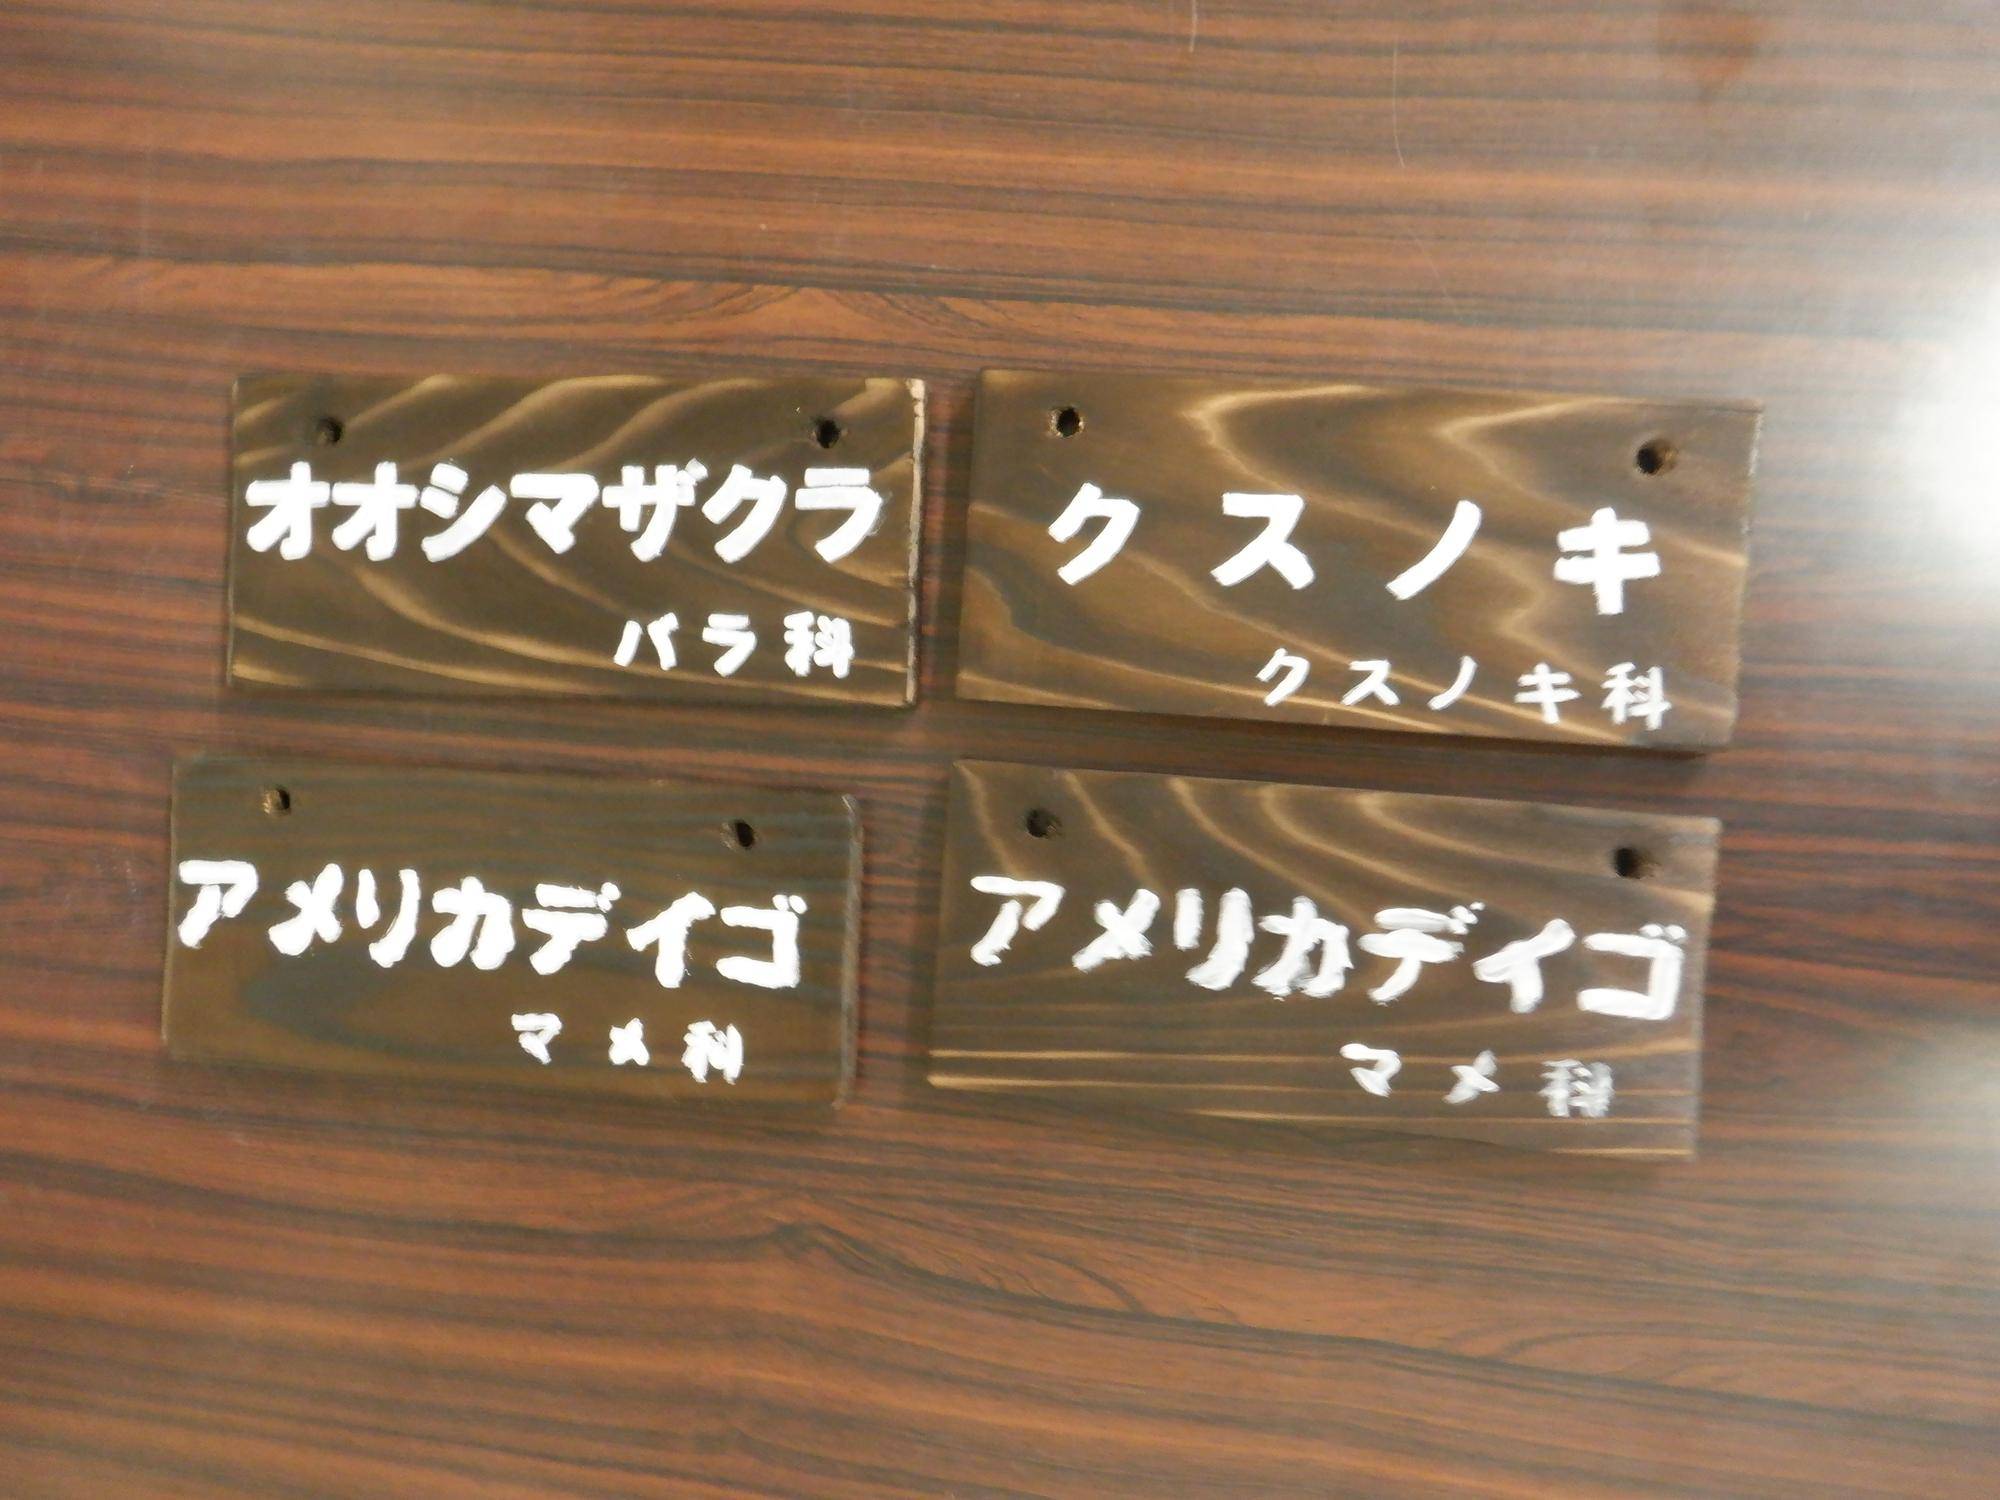 オオシマザクラ
バラ科
クスノキ
クスノキ科
アメリカデイゴ
マメ科
アメリカデイゴ
マメ科